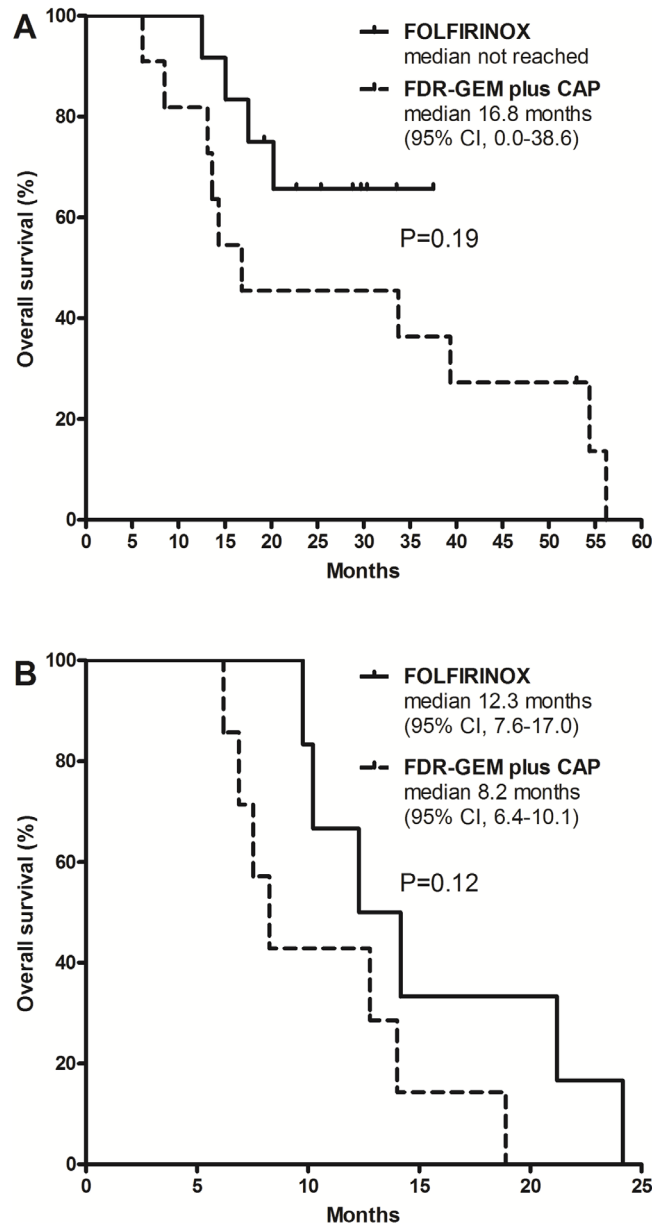 A
FOLFIRINOX
median not reached
FDR-GEM plus CAP
median 16.8 months
(95% CI, 0.0-38.6)
P=0.19
Overall survival (%)
100
80
60
40
20
0
0 5 10 15 20 25 30 35 40 45 50 55 60
Months
B
FOLFIRINOX
median 12.3 months
(95% CI, 7.6-17.0)
FDR-GEM plus CAP
median 8.2 months
(95% CI, 6.4-10.1)
P=0.12
Overall survival (%)
100
80
60
40
20
0
0 5 10 15 20 25
Months